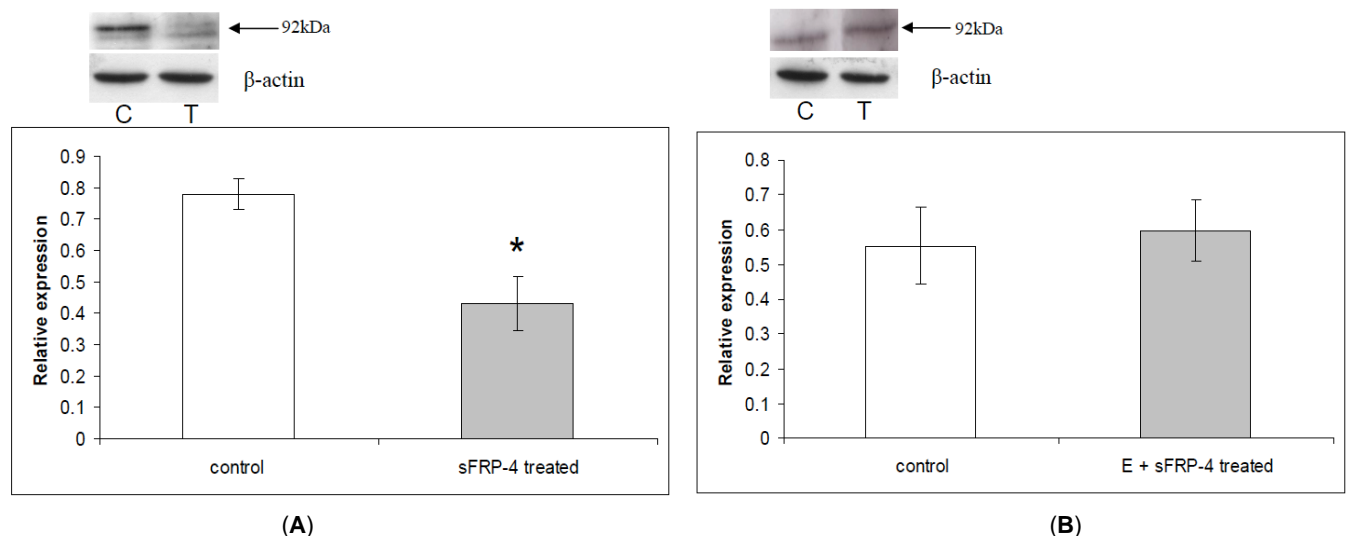 92kDa
β-actin
C T
0.9
0.8
0.7
0.6
0.5
0.4
0.3
0.2
0.1
0
Relative expression
*
control
sFRP-4 treated
(A)
92kDa
β-actin
C T
0.8
0.7
0.6
0.5
0.4
0.3
0.2
0.1
0
Relative expression
control
E + sFRP-4 treated
(B)